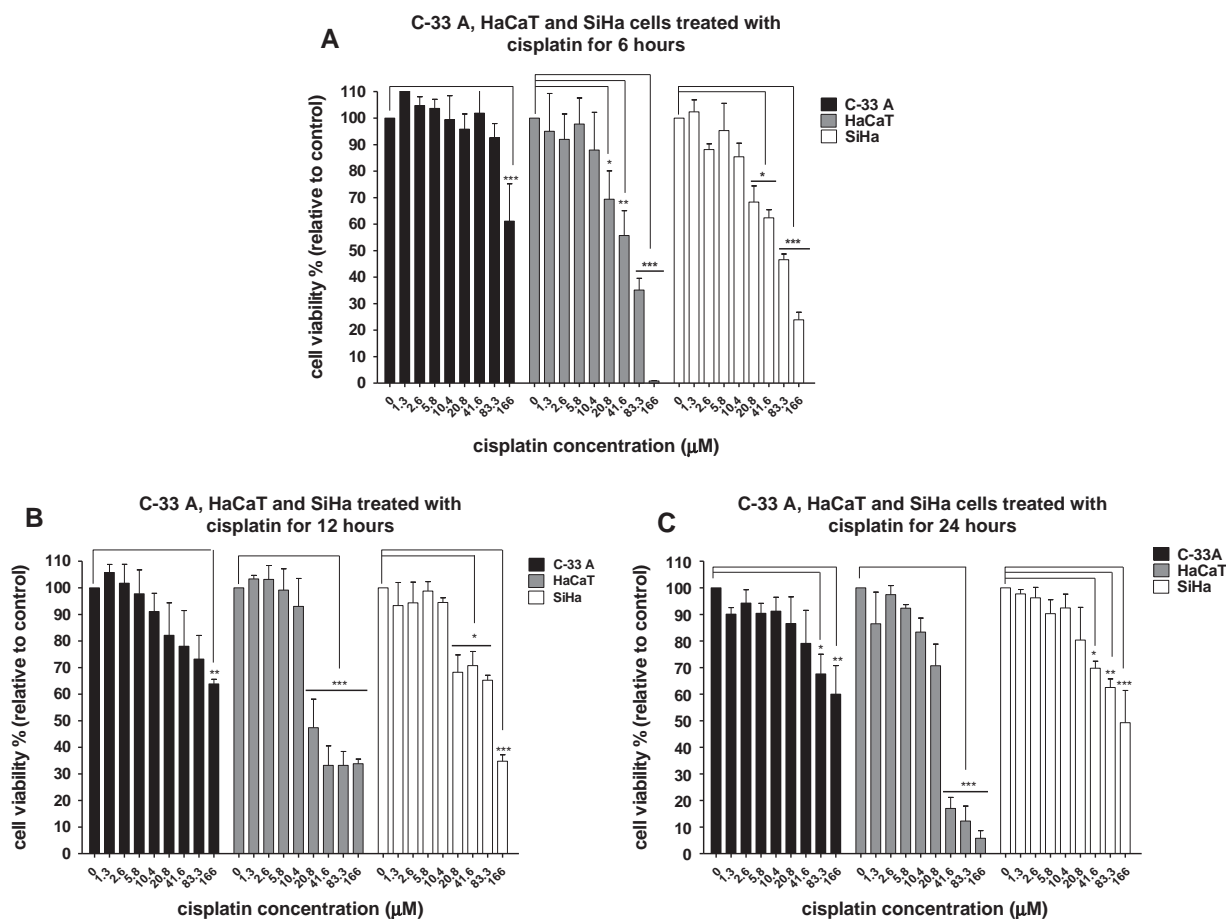 A
C-33 A, HaCaT and SiHa cells treated with
cisplatin for 6 hours
cell viability % (relative to control)
110
100
90
80
70
60
50
40
30
20
10
0
C-33 A
HaCaT
SiHa
***
*
**
***
*
***
0 1.3 2.6 5.8 10.4 20.8 41.6 83.3 166 0 1.3 2.6 5.8 10.4 20.8 41.6 83.3 166 0 1.3 2.6 5.8 10.4 20.8 41.6 83.3 166
cisplatin concentration (μM)
B
C-33 A, HaCaT and SiHa treated with
cisplatin for 12 hours
cell viability % (relative to control)
110
100
90
80
70
60
50
40
30
20
10
0
C-33 A
HaCaT
SiHa
**
***
*
***
0 1.3 2.6 5.8 10.4 20.8 41.6 83.3 166 0 1.3 2.6 5.8 10.4 20.8 41.6 83.3 166 0 1.3 2.6 5.8 10.4 20.8 41.6 83.3 166
cisplatin concentration (μM)
C
C-33 A, HaCaT and SiHa cells treated with
cisplatin for 24 hours
cell viability % (relative to control)
110
100
90
80
70
60
50
40
30
20
10
0
C-33A
HaCaT
SiHa
*
**
***
*
**
***
0 1.3 2.6 5.8 10.4 20.8 41.6 83.3 166 0 1.3 2.6 5.8 10.4 20.8 41.6 83.3 166 0 1.3 2.6 5.8 10.4 20.8 41.6 83.3 166
cisplatin concentration (μM)